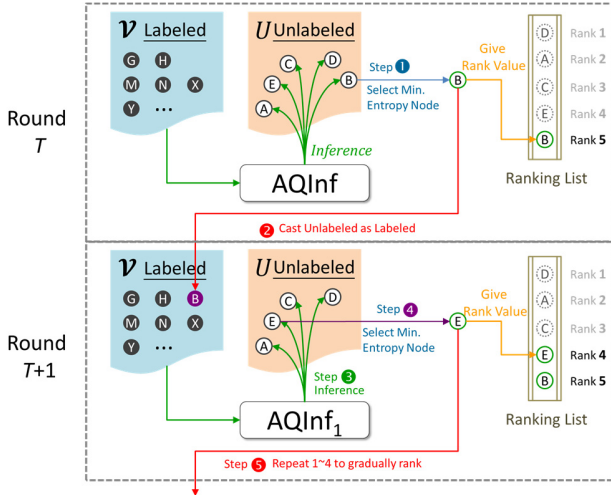 𝒱 Labeled
G H
M N X
Y ...
U Unlabeled
D
C
B
E
A
Inference
AQInf
Step 1
Select Min.
Entropy Node
B
Give
Rank Value
D Rank 1
A Rank 2
C Rank 3
E Rank 4
B Rank 5
Ranking List
Round
T
2 Cast Unlabeled as Labeled
𝒱 Labeled
G H B
M N X
Y ...
U Unlabeled
D
C
E
A
Step 3
Inference
AQInf₁
Step 4
Select Min.
Entropy Node
E
Give
Rank Value
D Rank 1
A Rank 2
C Rank 3
E Rank 4
B Rank 5
Ranking List
Round
T+1
Step 5 Repeat 1~4 to gradually rank